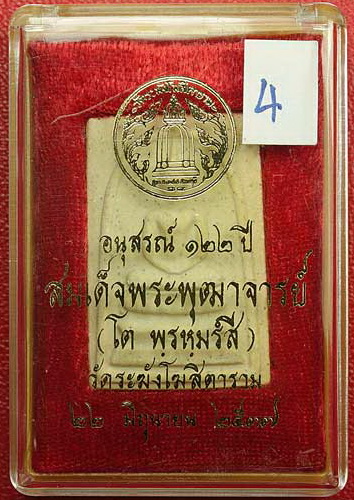 4
อนุสรณ์ ๑๒๒ ปี
สมเด็จพระพุฒาจารย์
(โต พฺรหฺมรํสี)
วัดระฆังโฆสิตาราม
๒๒ มิถุนายน ๒๕๓๗